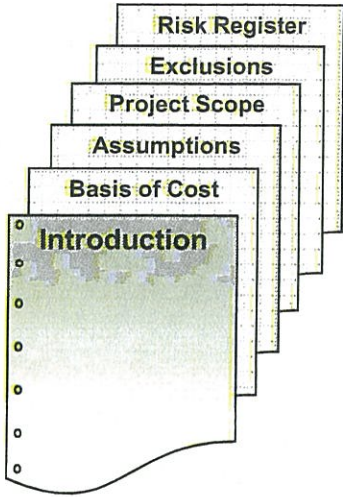 Risk Register
Exclusions
Project Scope
Assumptions
Basis of Cost
Introduction